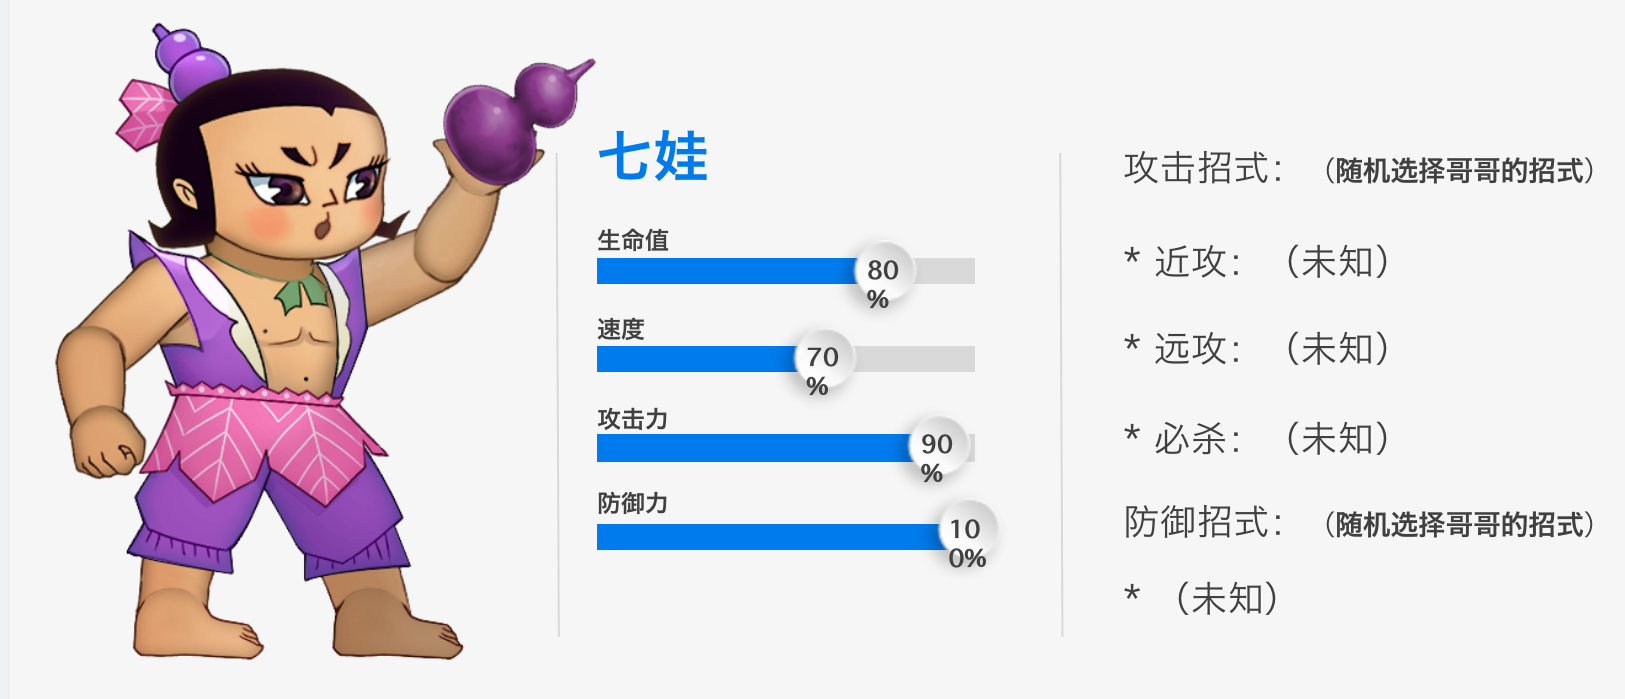 七娃
生命值
80
%
速度
70
%
攻击力
90
%
防御力
10
0%
攻击招式：（随机选择哥哥的招式）
* 近攻：（未知）
* 远攻：（未知）
* 必杀：（未知）
防御招式：（随机选择哥哥的招式）
* （未知）